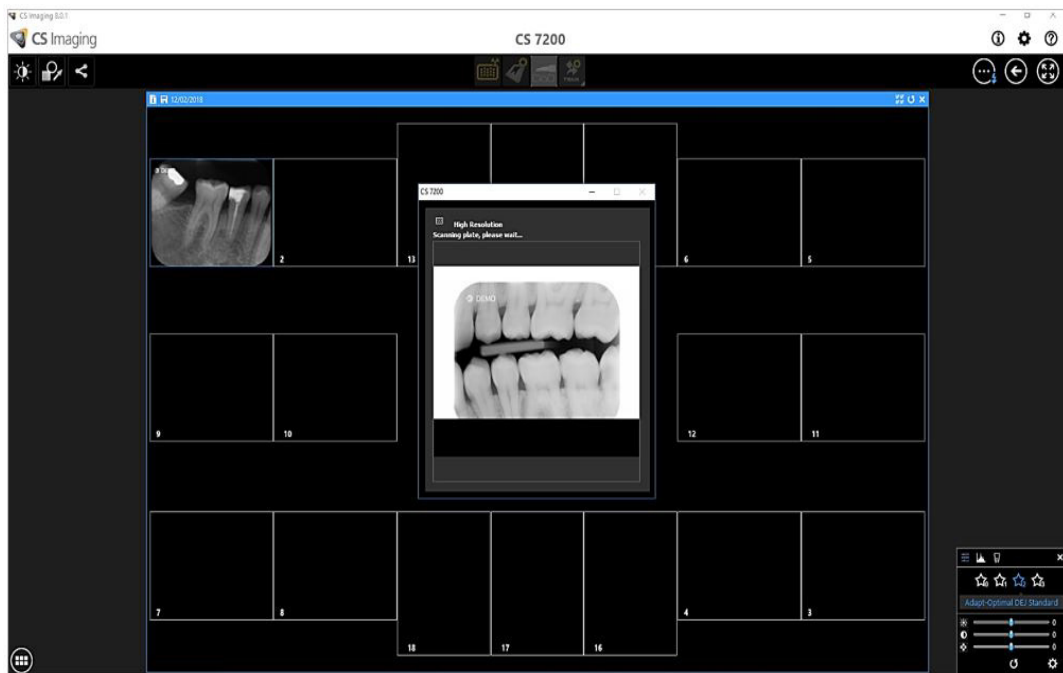 CS Imaging 8.0.1
CS Imaging
CS 7200
12/02/2018
CS 7200
High Resolution
Scanning plate, please wait...
DEMO
2
13
6
5
9
10
12
11
7
8
18
17
16
4
3
Adapt-Optimal DEJ Standard
0
0
0